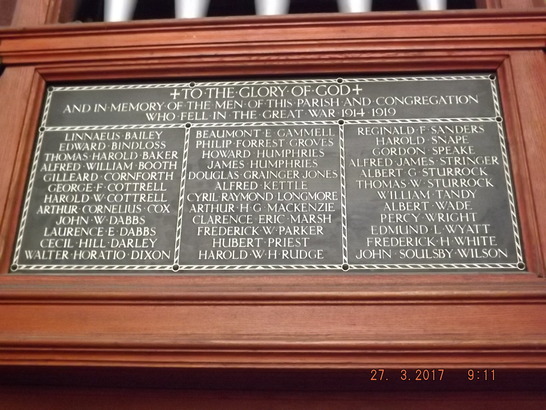 +TO·THE·GLORY·OF·GOD+
AND·IN·MEMORY·OF·THE·MEN·OF·THIS·PARISH·AND·CONGREGATION
WHO·FELL·IN·THE·GREAT·WAR·1914·1919
LINNAEUS·BAILEY
EDWARD·BINDLOSS
THOMAS·HAROLD·BAKER
ALFRED·WILLIAM·BOOTH
GILLEARD·CORNFORTH
GEORGE·F·COTTRELL
HAROLD·W·COTTRELL
ARTHUR·CORNELIUS·COX
JOHN·W·DABBS
LAURENCE·E·DABBS
CECIL·HILL·DARLEY
WALTER·HORATIO·DIXON
BEAUMONT·E·GAMMELL
PHILIP·FORREST·GROVES
HOWARD·HUMPHRIES
JAMES·HUMPHRIES
DOUGLAS·GRAINGER·JONES
ALFRED·KETTLE
CYRIL·RAYMOND·LONGMORE
ARTHUR·H·G·MACKENZIE
CLARENCE·ERIC·MARSH
FREDERICK·W·PARKER
HUBERT·PRIEST
HAROLD·W·H·RUDGE
REGINALD·F·SANDERS
HAROLD·SNAPE
GORDON·SPEAKE
ALFRED·JAMES·STRINGER
ALBERT·G·STURROCK
THOMAS·W·STURROCK
WILLIAM·TANDY
ALBERT·WADE
PERCY·WRIGHT
EDMUND·L·WYATT
FREDERICK·H·WHITE
JOHN·SOULSBY·WILSON
27. 3.2017 9:11